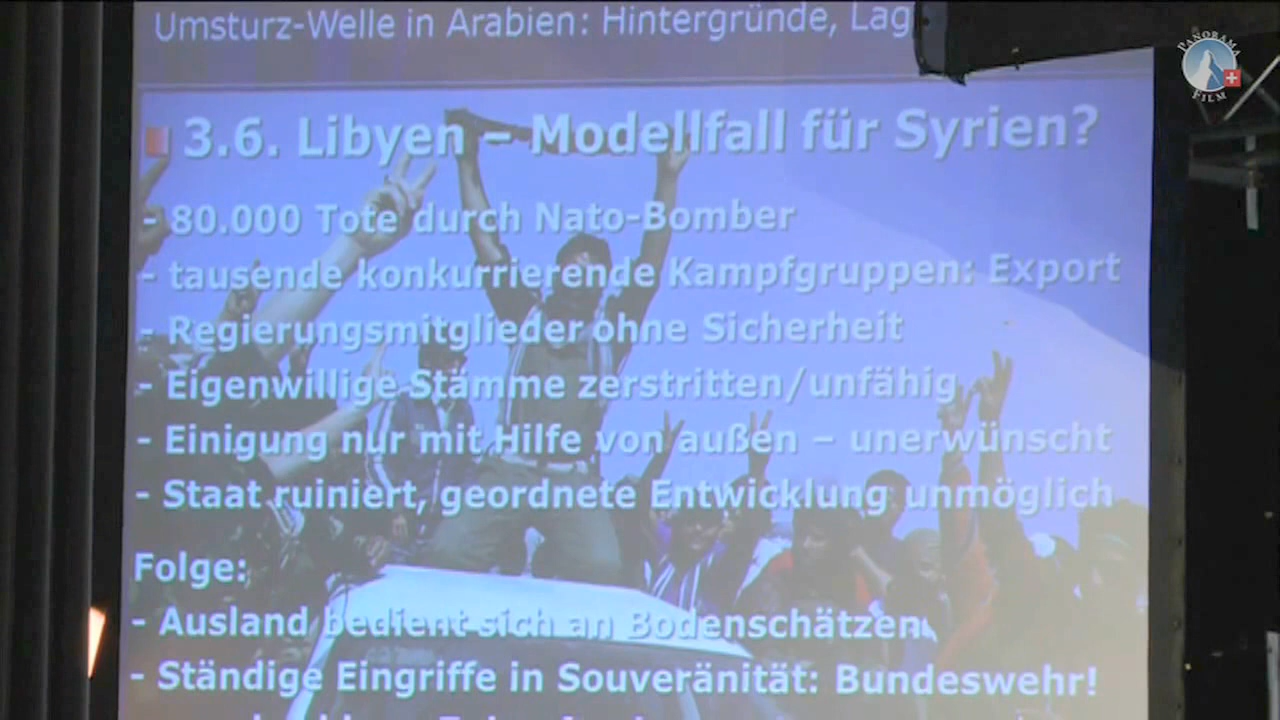 Umsturz-Welle in Arabien: Hintergründe, Lag
PANORAMA
FILM
3.6. Libyen – Modellfall für Syrien?
- 80.000 Tote durch Nato-Bomber
- tausende konkurrierende Kampfgruppen: Export
- Regierungsmitglieder ohne Sicherheit
- Eigenwillige Stämme zerstritten/unfähig
- Einigung nur mit Hilfe von außen – unerwünscht
- Staat ruiniert, geordnete Entwicklung unmöglich
Folge:
- Ausland bedient sich an Bodenschätzen
- Ständige Eingriffe in Souveränität: Bundeswehr!